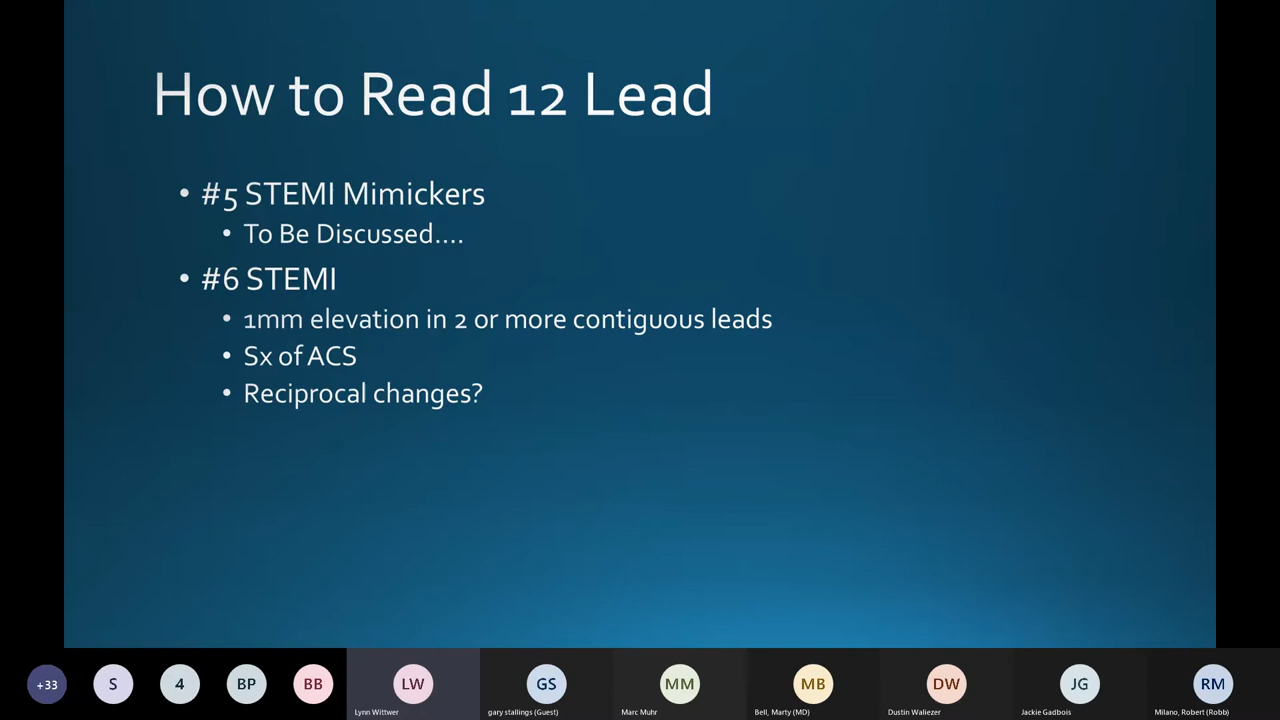 How to Read 12 Lead
• #5 STEMI Mimickers
• To Be Discussed....
• #6 STEMI
• 1mm elevation in 2 or more contiguous leads
• Sx of ACS
• Reciprocal changes?
+33
S
4
BP
BB
LW
GS
MM
MB
DW
JG
RM
Lynn Wittwer
gary stallings (Guest)
Marc Muhr
Bell, Marty (MD)
Dustin Waliezer
Jackie Gadbois
Milano, Robert (Robb)